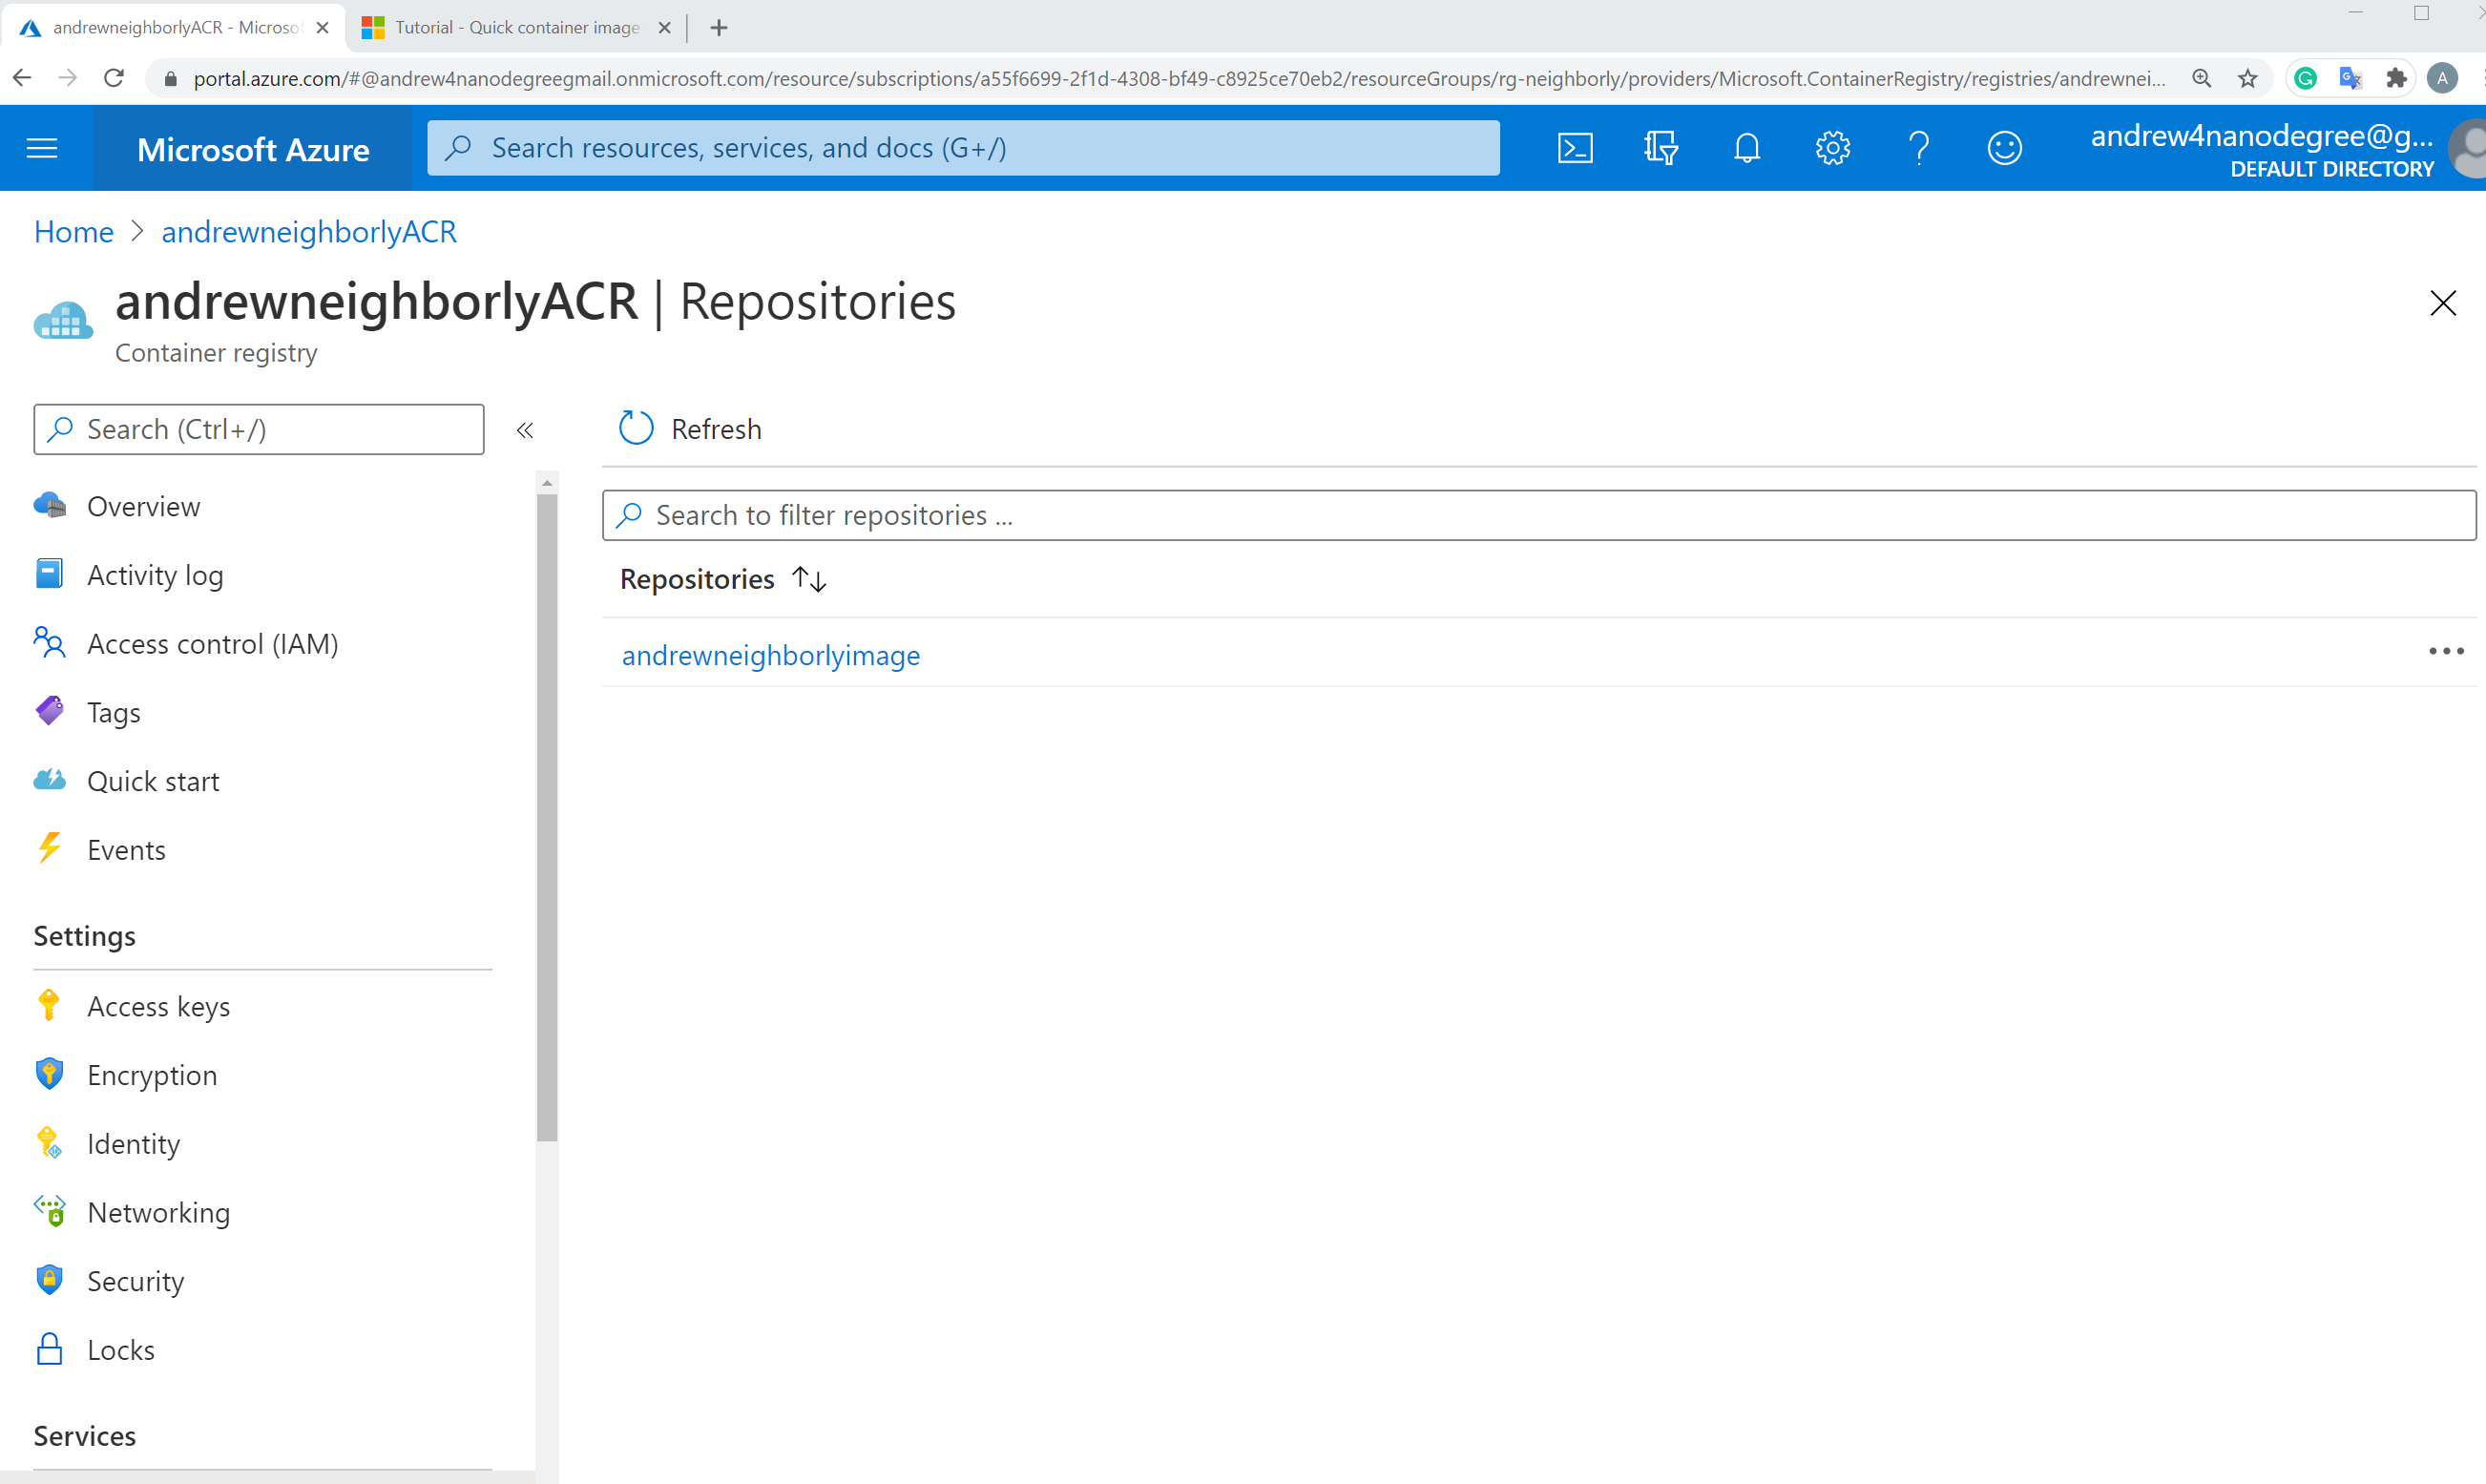 andrewneighborlyACR - Microso
Tutorial - Quick container image
portal.azure.com/#@andrew4nanodegreegmail.onmicrosoft.com/resource/subscriptions/a55f6699-2f1d-4308-bf49-c8925ce70eb2/resourceGroups/rg-neighborly/providers/Microsoft.ContainerRegistry/registries/andrewnei...
A
Microsoft Azure
Search resources, services, and docs (G+/)
andrew4nanodegree@g...
DEFAULT DIRECTORY
Home > andrewneighborlyACR
andrewneighborlyACR | Repositories
Container registry
Search (Ctrl+/)
«
Refresh
Overview
Activity log
Access control (IAM)
Tags
Quick start
Events
Settings
Access keys
Encryption
Identity
Networking
Security
Locks
Services
Search to filter repositories ...
Repositories
andrewneighborlyimage